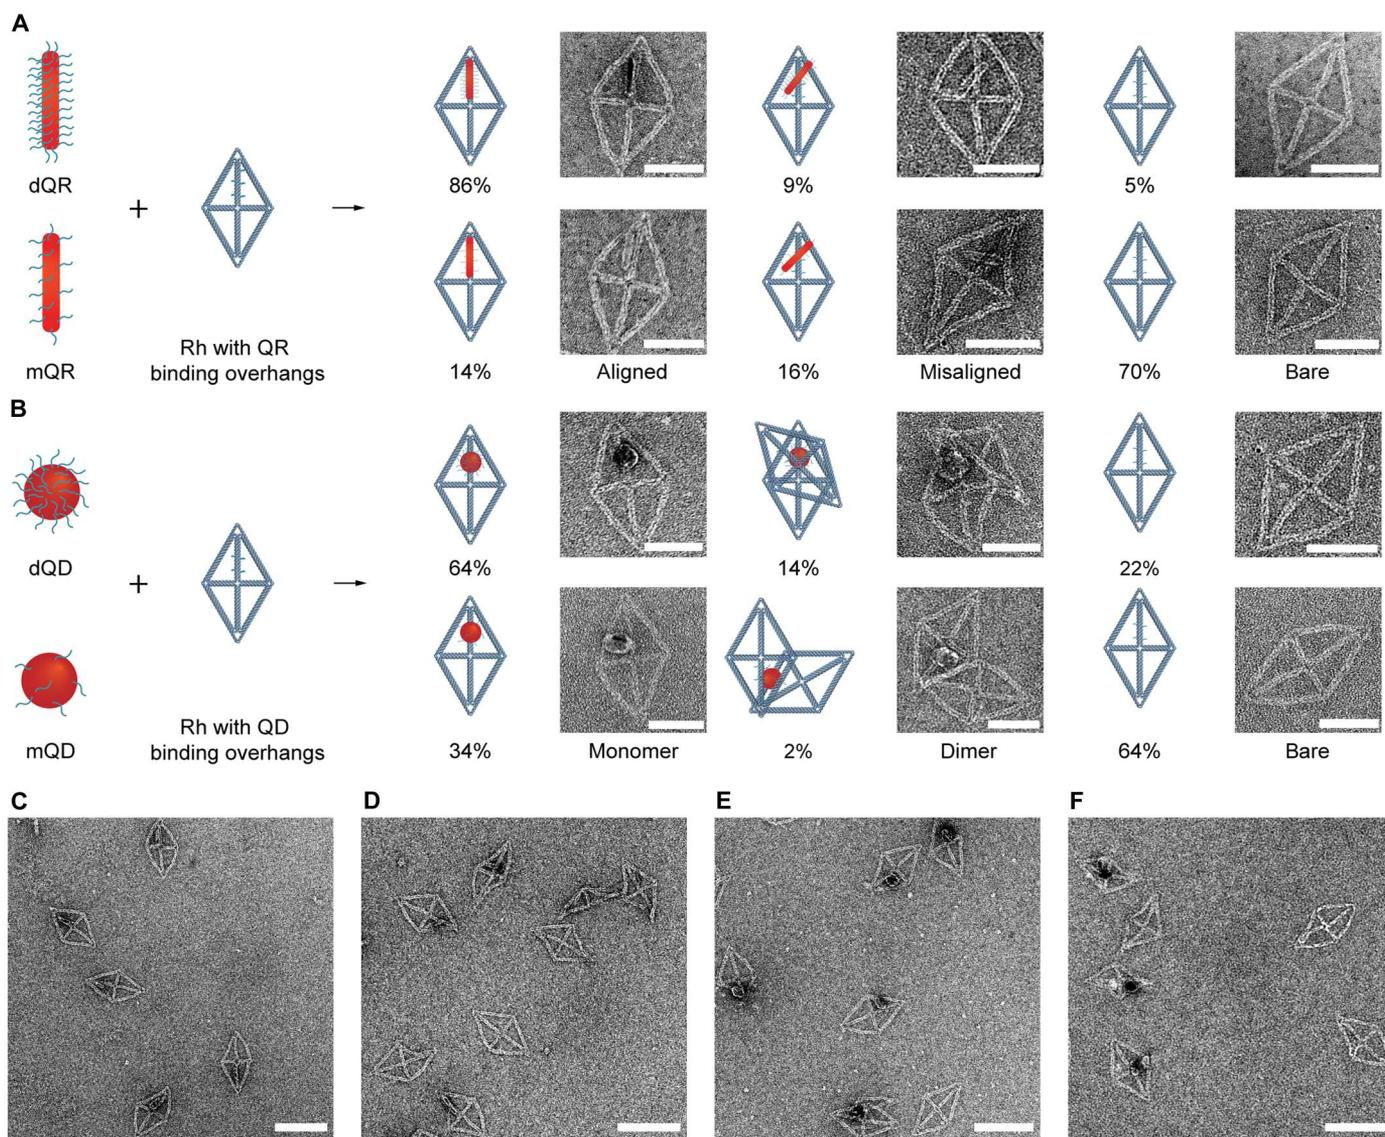 A
dQR
+
86%
9%
5%
mQR
Rh with QR
binding overhangs
14%
Aligned
16%
Misaligned
70%
Bare
B
dQD
+
64%
14%
22%
mQD
Rh with QD
binding overhangs
34%
Monomer
2%
Dimer
64%
Bare
C
D
E
F